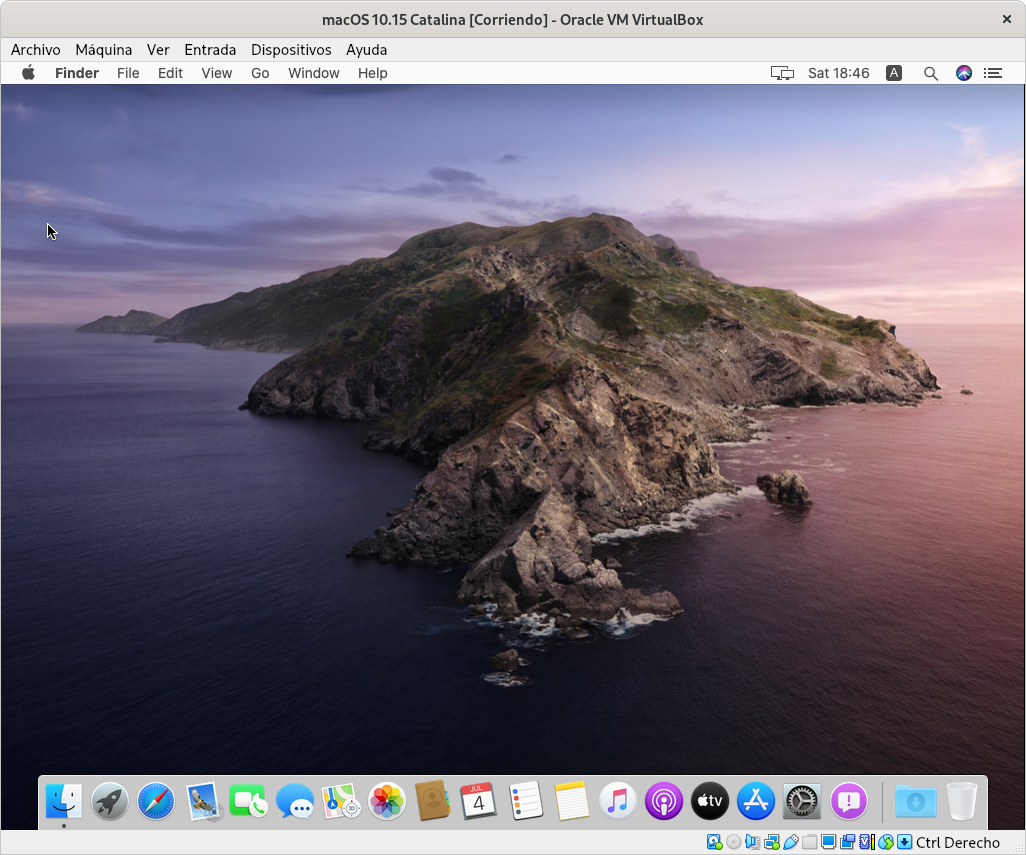 macOS 10.15 Catalina [Corriendo] - Oracle VM VirtualBox
Archivo Máquina Ver Entrada Dispositivos Ayuda
Finder File Edit View Go Window Help Sat 18:46 A
JUL
4
3D
tv
Ctrl Derecho